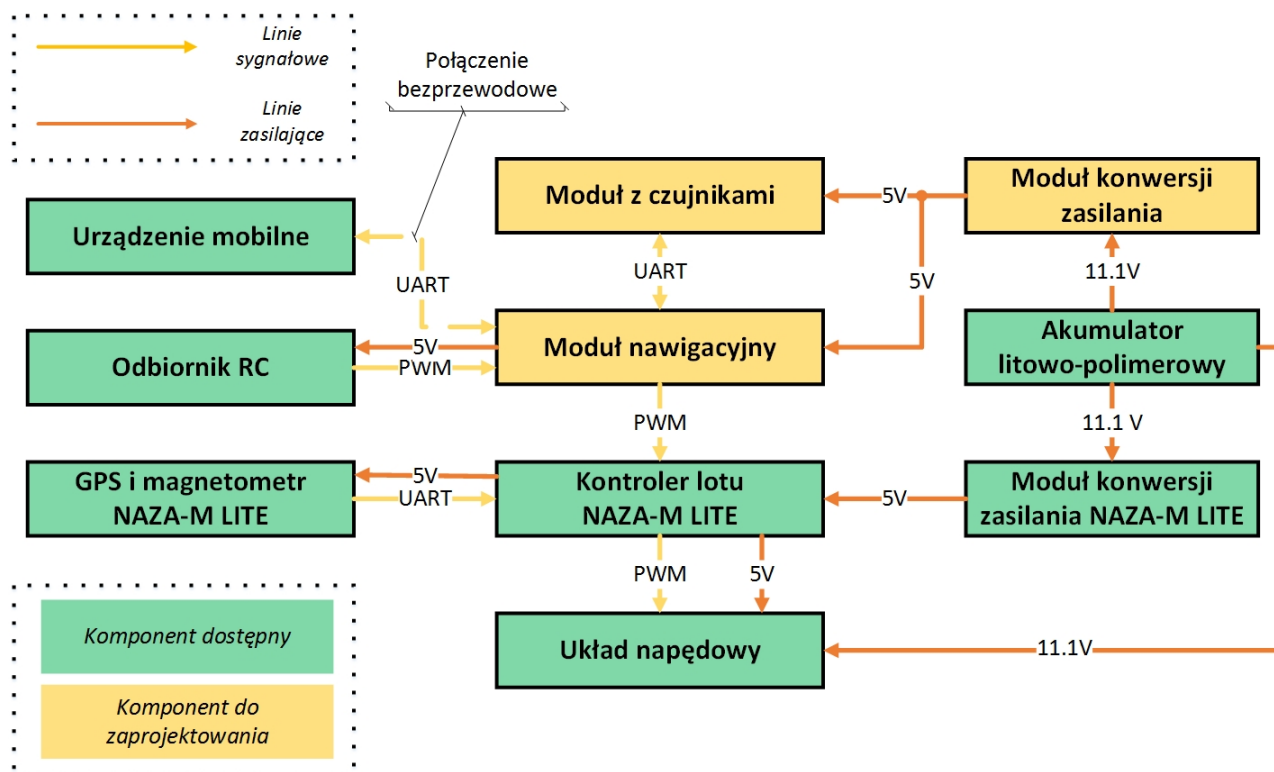 Linie
sygnałowe
Linie
zasilające
Połączenie
bezprzewodowe
Moduł z czujnikami
5V
Moduł konwersji
zasilania
Urządzenie mobilne
UART
UART
5V
11.1V
Odbiornik RC
5V
PWM
Moduł nawigacyjny
Akumulator
litowo-polimerowy
PWM
11.1 V
GPS i magnetometr
NAZA-M LITE
5V
UART
Kontroler lotu
NAZA-M LITE
5V
Moduł konwersji
zasilania NAZA-M LITE
PWM
5V
Komponent dostępny
Układ napędowy
11.1V
Komponent do
zaprojektowania